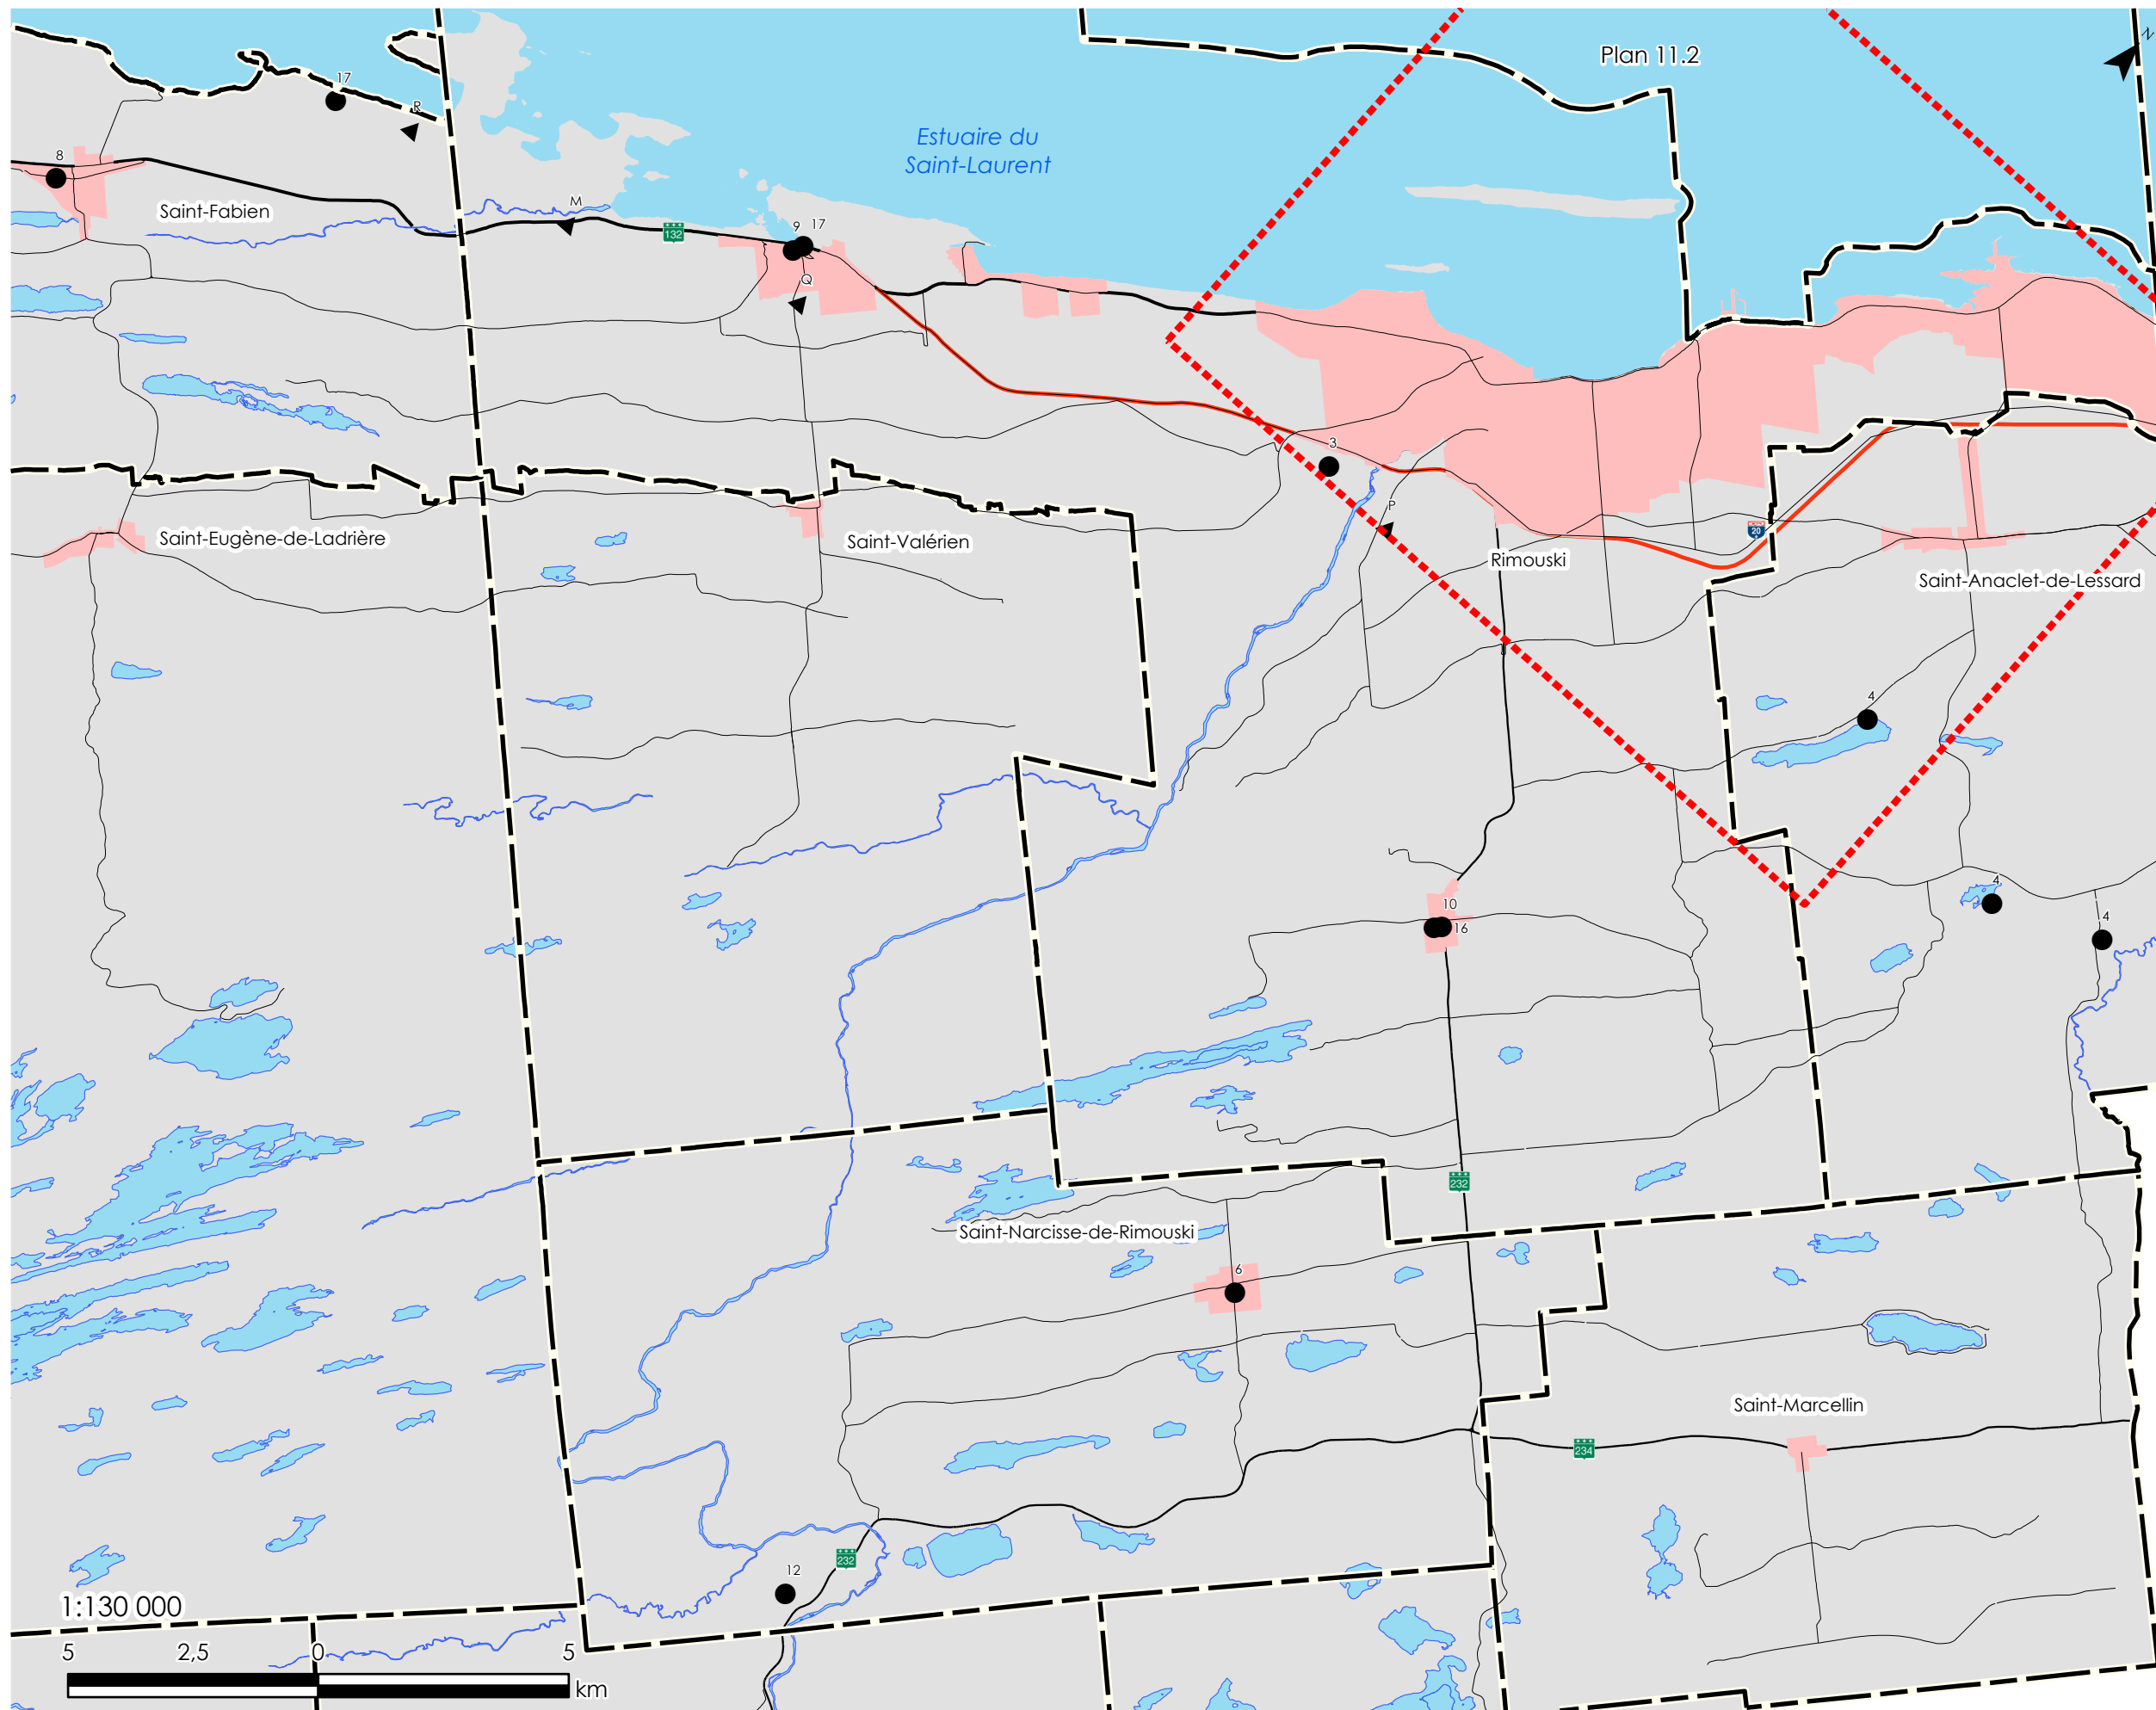 Plan 11.2
N
17
R
Estuaire du
Saint-Laurent
8
Saint-Fabien
M
132
9 17
Q
3
P
20
Saint-Eugène-de-Ladrière
Saint-Valérien
Rimouski
Saint-Anaclet-de-Lessard
4
4
10
16
4
232
Saint-Narcisse-de-Rimouski
6
Saint-Marcellin
234
232
12
1:130 000
5 2,5 0 5
km